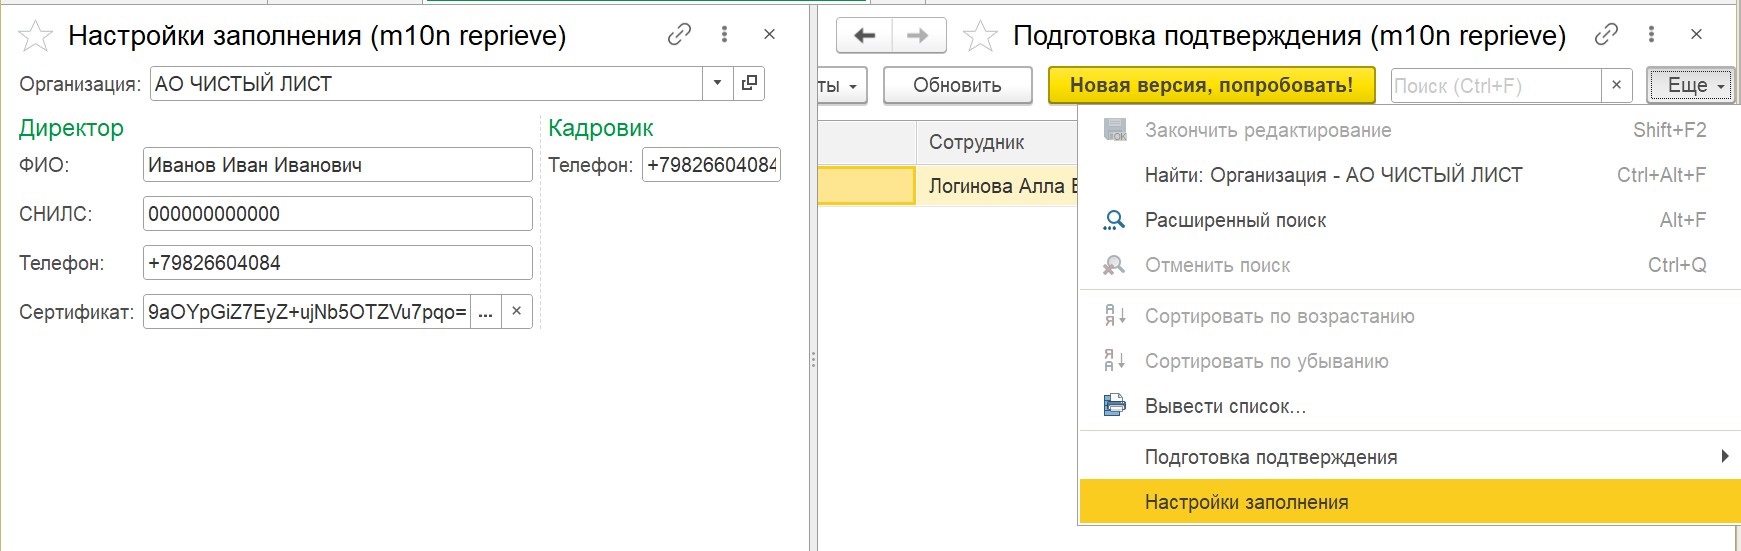 Настройки заполнения (m10n reprieve)
Организация: АО ЧИСТЫЙ ЛИСТ
Директор
ФИО: Иванов Иван Иванович
СНИЛС: 000000000000
Телефон: +79826604084
Сертификат: 9aOYpGiZ7EyZ+ujNb5OTZVu7pqo= ...
Кадровик
Телефон: +79826604084
Подготовка подтверждения (m10n reprieve)
ты Обновить Новая версия, попробовать! Поиск (Ctrl+F) Еще
Сотрудник
Логинова Алла
Закончить редактирование Shift+F2
Найти: Организация - АО ЧИСТЫЙ ЛИСТ Ctrl+Alt+F
Расширенный поиск Alt+F
Отменить поиск Ctrl+Q
Сортировать по возрастанию
Сортировать по убыванию
Вывести список...
Подготовка подтверждения
Настройки заполнения